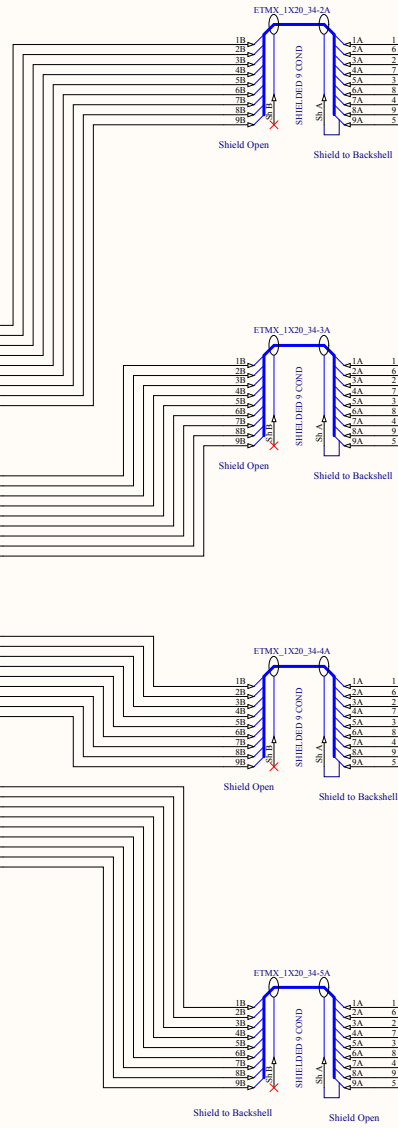 ETMX_1X20_34-2A
1B 1A 1
2B 2A 6
3B 3A 2
4B 4A 7
5B 5A 3
6B 6A 8
7B 7A 4
8B 8A 9
9B 9A 5
Sh B
SHIELDED 9 COND
Sh A
Shield Open
Shield to Backshell
ETMX_1X20_34-3A
1B 1A 1
2B 2A 6
3B 3A 2
4B 4A 7
5B 5A 3
6B 6A 8
7B 7A 4
8B 8A 9
9B 9A 5
Sh B
SHIELDED 9 COND
Sh A
Shield Open
Shield to Backshell
ETMX_1X20_34-4A
1B 1A 1
2B 2A 6
3B 3A 2
4B 4A 7
5B 5A 3
6B 6A 8
7B 7A 4
8B 8A 9
9B 9A 5
Sh B
SHIELDED 9 COND
Sh A
Shield Open
Shield to Backshell
ETMX_1X20_34-5A
1B 1A 1
2B 2A 6
3B 3A 2
4B 4A 7
5B 5A 3
6B 6A 8
7B 7A 4
8B 8A 9
9B 9A 5
Sh B
SHIELDED 9 COND
Sh A
Shield to Backshell
Shield Open